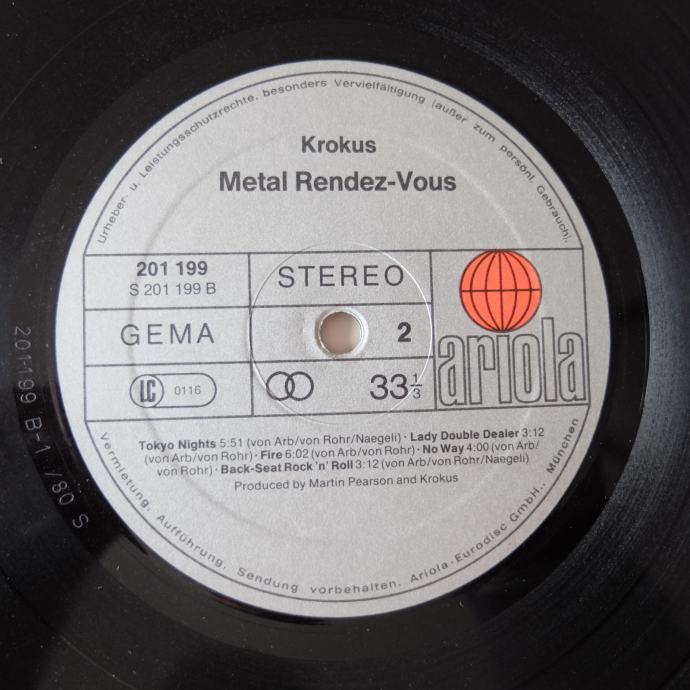 Urheber- u. Leistungsschutzrechte, besonders Vervielfältigung (außer zum persönl. Gebrauch),
Krokus
Metal Rendez-Vous
201 199
S 201 199 B
STEREO
GEMA
2
ariola
LC 0116
33 1/3
Tokyo Nights 5:51 (von Arb/von Rohr/Naegeli) · Lady Double Dealer 3:12
(von Arb/von Rohr) · Fire 6:02 (von Arb/von Rohr) · No Way 4:00 (von Arb/
von Rohr) · Back-Seat Rock 'n' Roll 3:12 (von Arb/von Rohr/Naegeli)
Produced by Martin Pearson and Krokus
Vermietung, Aufführung, Sendung vorbehalten. Ariola-Eurodisc GmbH., München
201199 B-1 /80 S